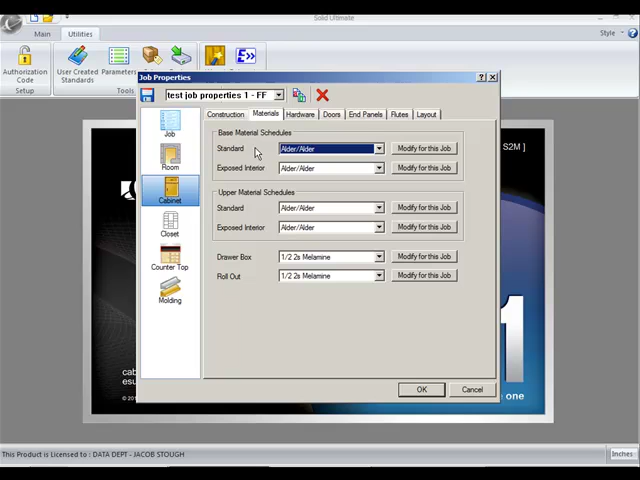 Solid Ultimate
Main
Utilities
Style
Authorization Code
User Created Standards
Parameters
Setup
Tools
Job Properties
test job properties 1 - FF
Construction
Materials
Hardware
Doors
End Panels
Flutes
Layout
Job
Room
Cabinet
Closet
Counter Top
Molding
Base Material Schedules
Standard
Alder/Alder
Modify for this Job
Exposed Interior
Alder/Alder
Modify for this Job
Upper Material Schedules
Standard
Alder/Alder
Modify for this Job
Exposed Interior
Alder/Alder
Modify for this Job
Drawer Box
1/2 2s Melamine
Modify for this Job
Roll Out
1/2 2s Melamine
Modify for this Job
OK
Cancel
S2M ]
1
one
This Product is Licensed to : DATA DEPT - JACOB STOUGH
Inches